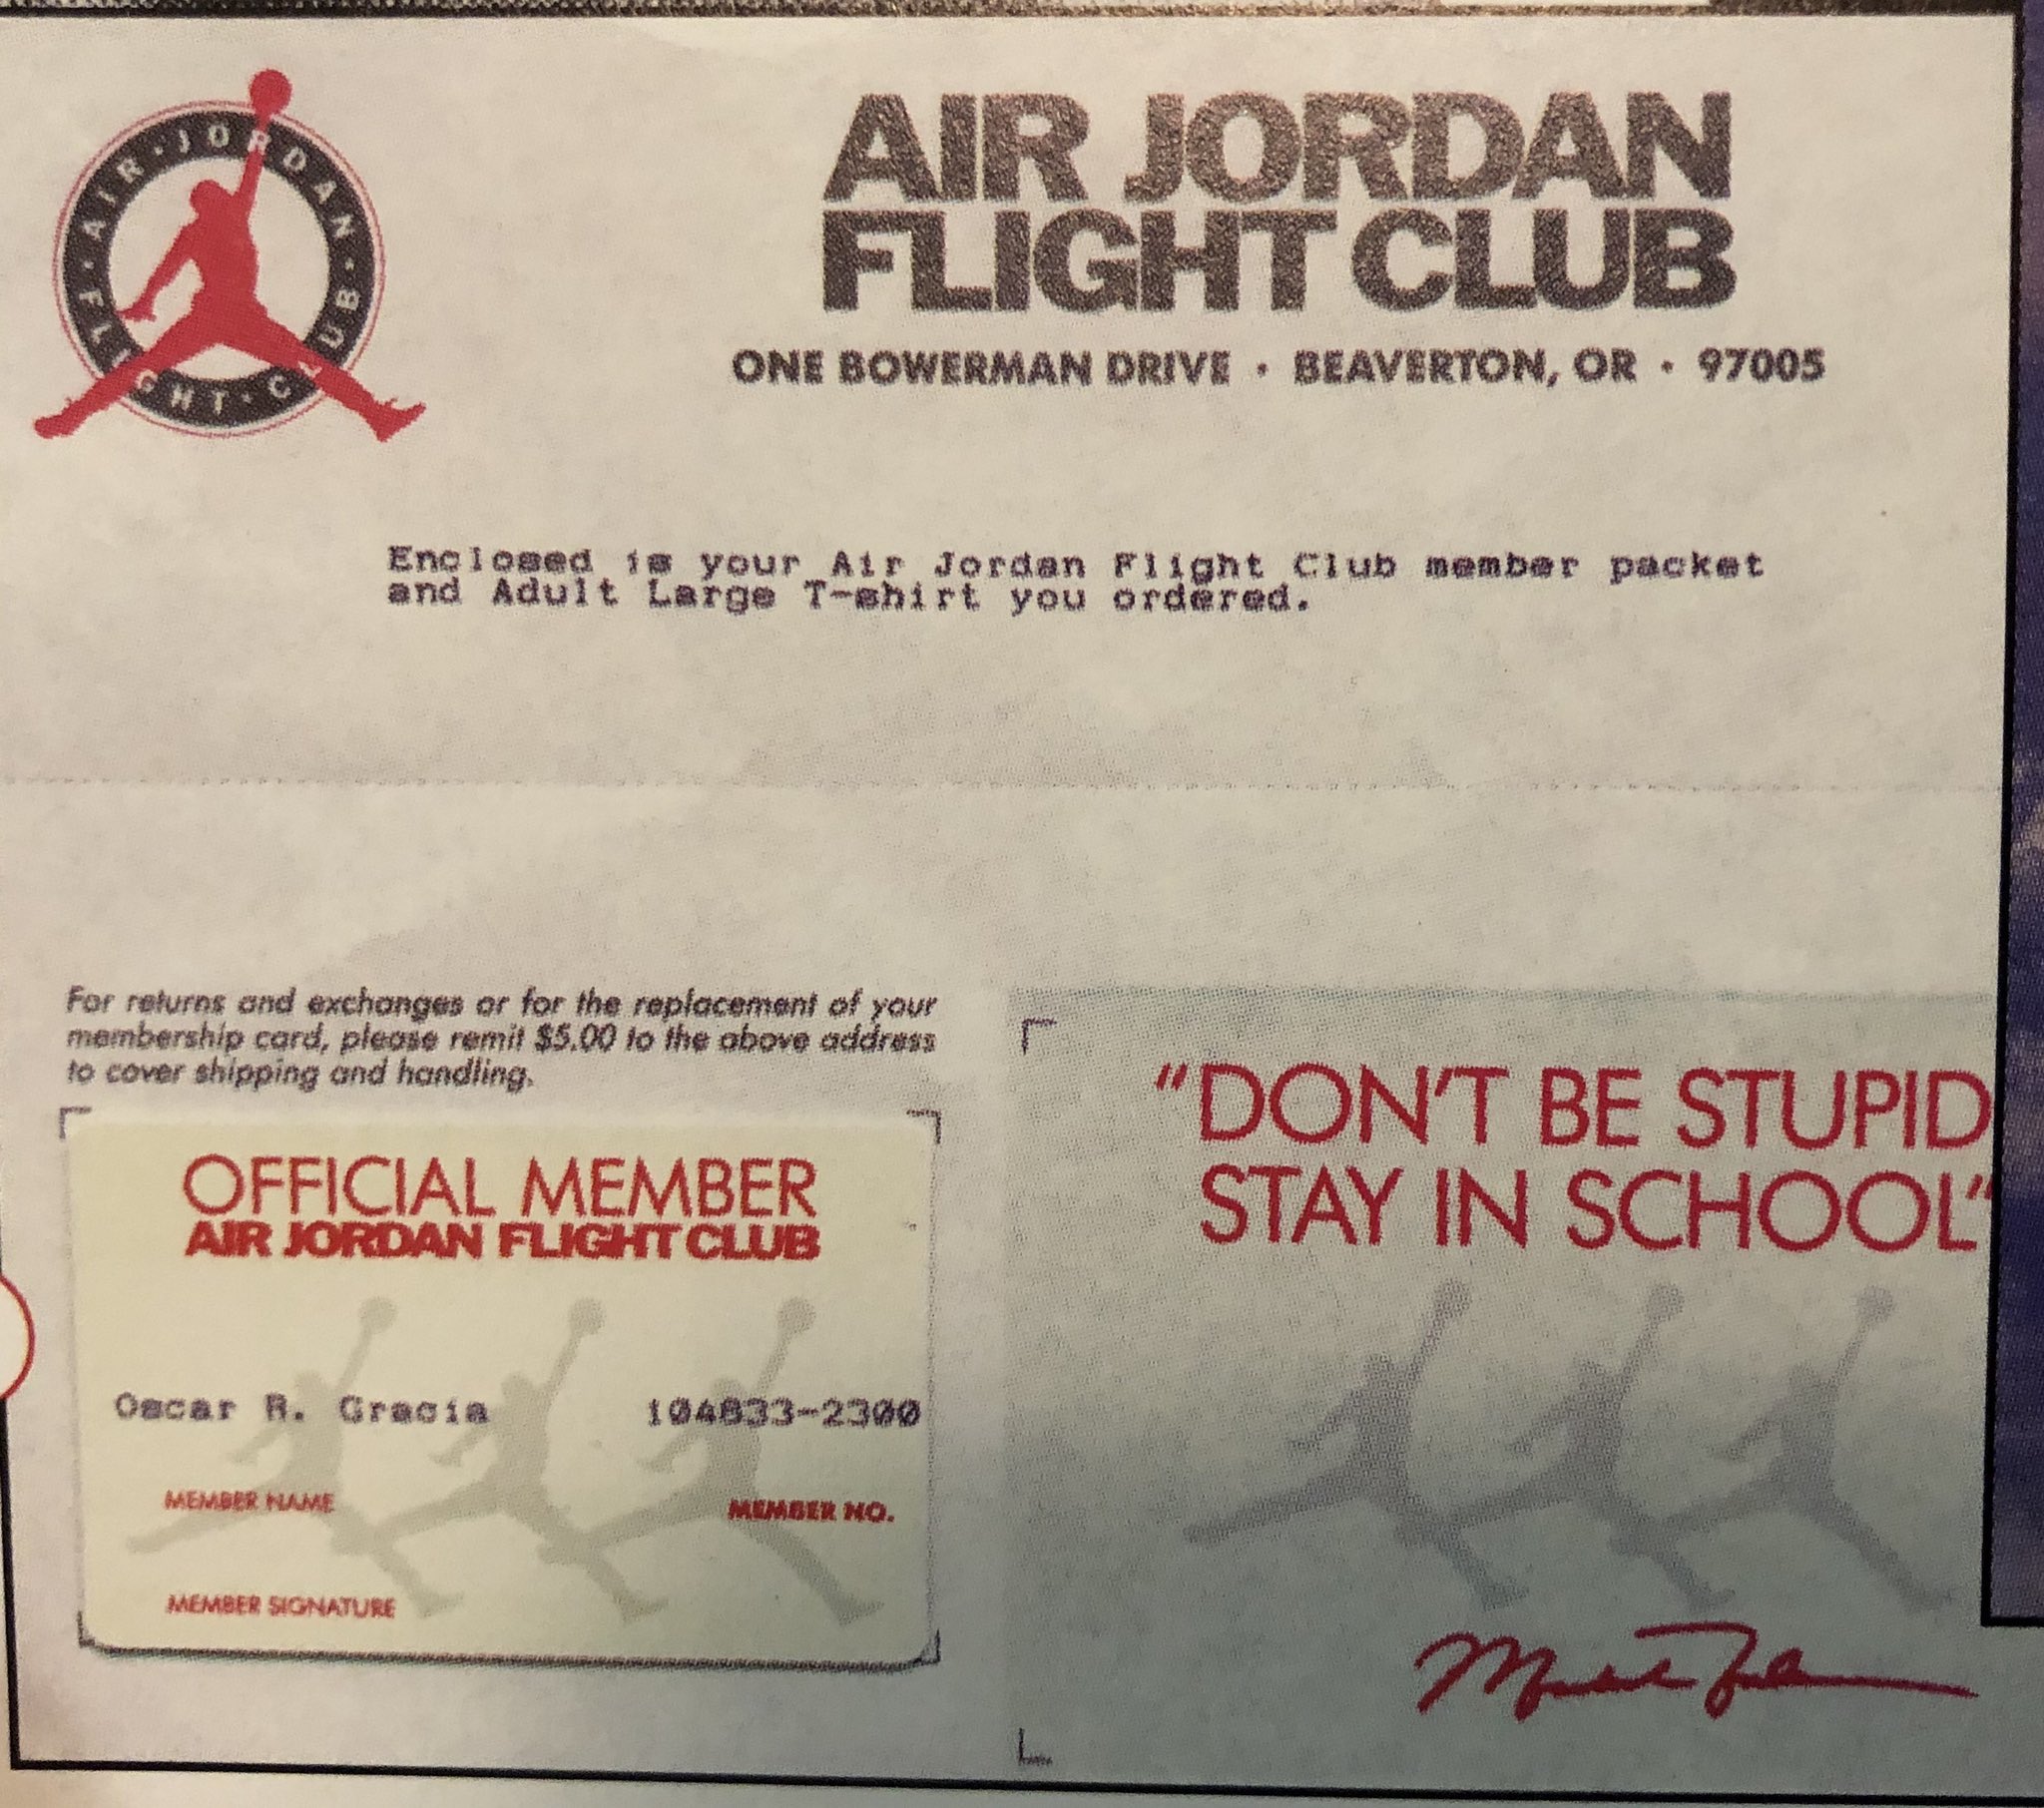 AIR · JORDAN · FLIGHT · CLUB ·
AIR JORDAN
FLIGHT CLUB
ONE BOWERMAN DRIVE · BEAVERTON, OR · 97005
Enclosed is your Air Jordan Flight Club member packet
and Adult Large T-shirt you ordered.
For returns and exchanges or for the replacement of your
membership card, please remit $5.00 to the above address
to cover shipping and handling.
OFFICIAL MEMBER
AIR JORDAN FLIGHT CLUB
Oscar R. Gracia 104833-2300
MEMBER NAME MEMBER NO.
MEMBER SIGNATURE
“DON'T BE STUPID
STAY IN SCHOOL“